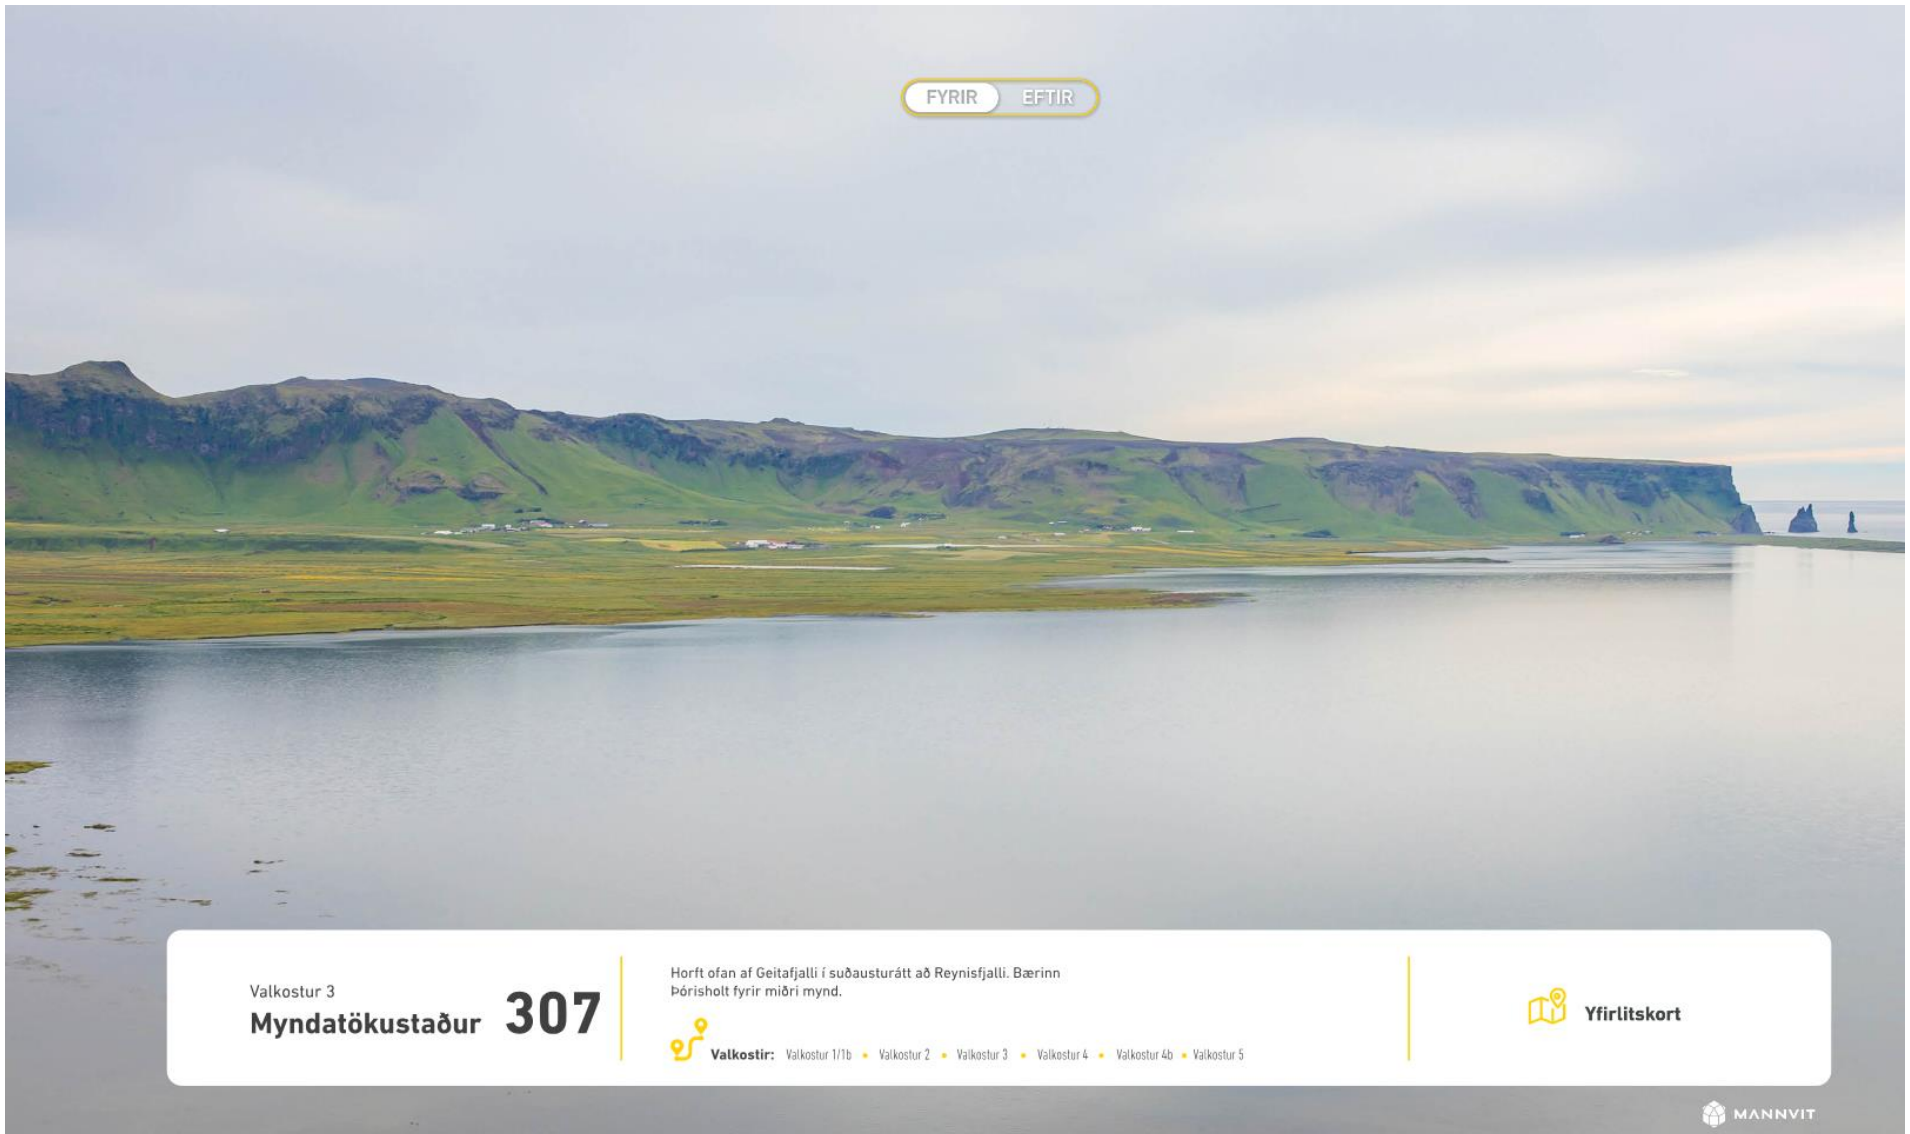 FYRIR EFTIR
Valkostur 3
Myndatökustaður 307
Horft ofan af Geitafjalli í suðausturátt að Reynisfjalli. Bærinn
Þórisholt fyrir miðri mynd.
Valkostir: Valkostur 1/1b • Valkostur 2 • Valkostur 3 • Valkostur 4 • Valkostur 4b • Valkostur 5
Yfirlitskort
MANNVIT